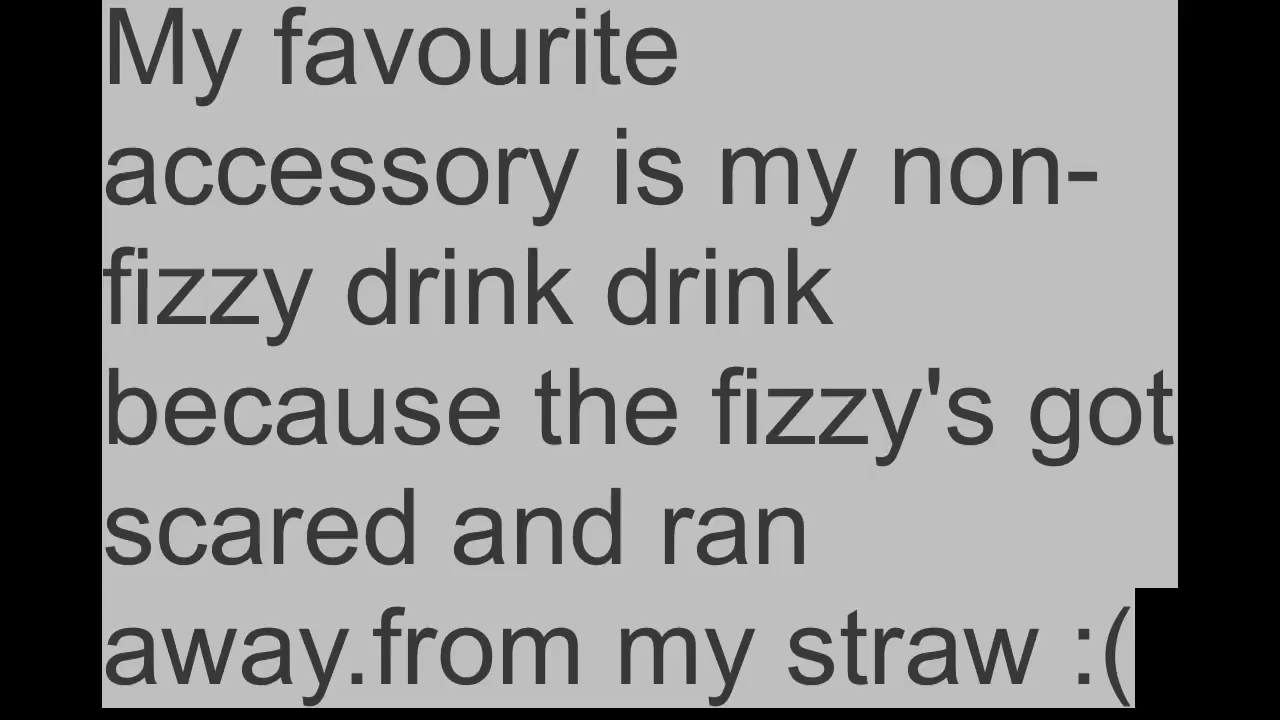 My favourite
accessory is my non-
fizzy drink drink
because the fizzy's got
scared and ran
away.from my straw :(